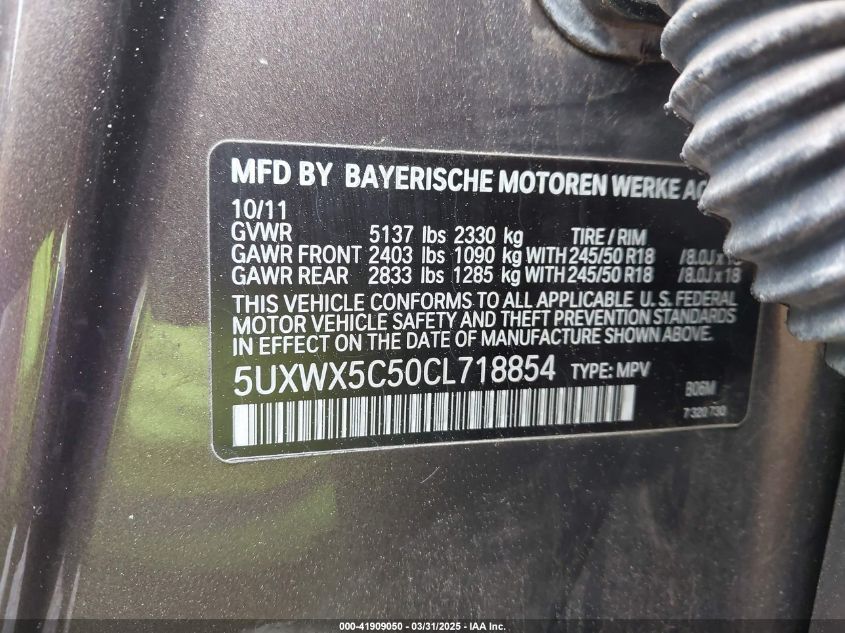 MFD BY BAYERISCHE MOTOREN WERKE AG
10/11
GVWR 5137 lbs 2330 kg TIRE / RIM
GAWR FRONT 2403 lbs 1090 kg WITH 245/50 R18 /8.0J x 18
GAWR REAR 2833 lbs 1285 kg WITH 245/50 R18 /8.0J x 18
THIS VEHICLE CONFORMS TO ALL APPLICABLE U.S. FEDERAL
MOTOR VEHICLE SAFETY AND THEFT PREVENTION STANDARDS
IN EFFECT ON THE DATE OF MANUFACTURE SHOWN ABOVE.
5UXWX5C50CL718854 TYPE: MPV B06M
7 320 730
000-41909050 - 03/31/2025 - IAA Inc.